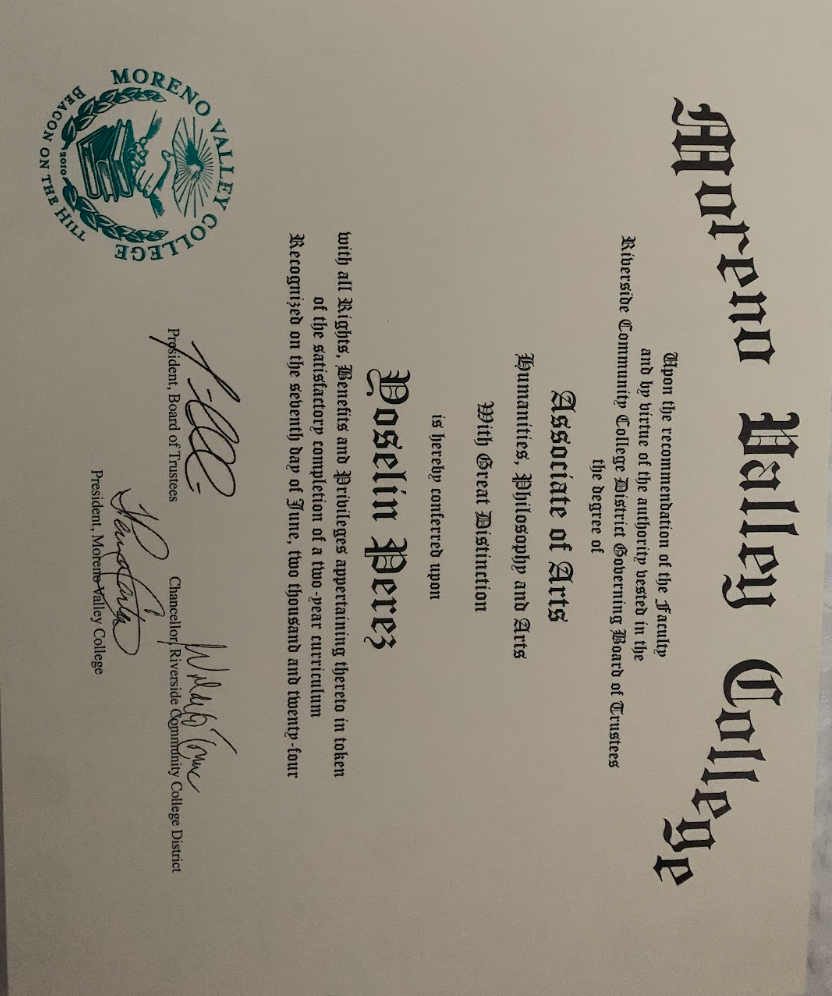 Moreno Valley College
Upon the recommendation of the Faculty
and by virtue of the authority vested in the
Riverside Community College District Governing Board of Trustees
the degree of
Associate of Arts
Humanities, Philosophy and Arts
With Great Distinction
is hereby conferred upon
Yoselin Perez
with all Rights, Benefits and Privileges appertaining thereto in token
of the satisfactory completion of a two-year curriculum
Recognized on the seventh day of June, two thousand and twenty-four
MORENO VALLEY COLLEGE
2010
BEACON ON THE HILL
President, Board of Trustees
Chancellor, Riverside Community College District
President, Moreno Valley College